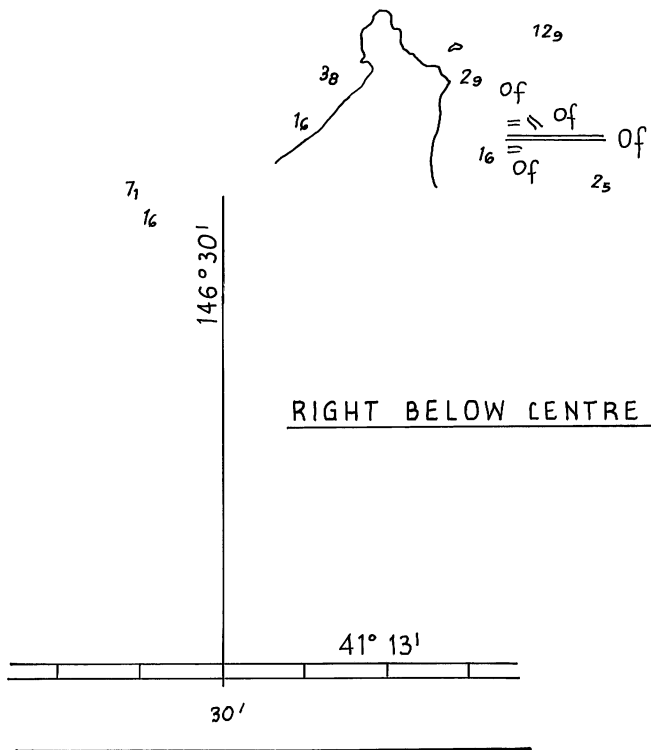 12₉
3₈
2₉
Of
1₆
Of
Of
1₆
Of
2₅
7₁
1₆
146°30'
RIGHT BELOW CENTRE
41° 13'
30'